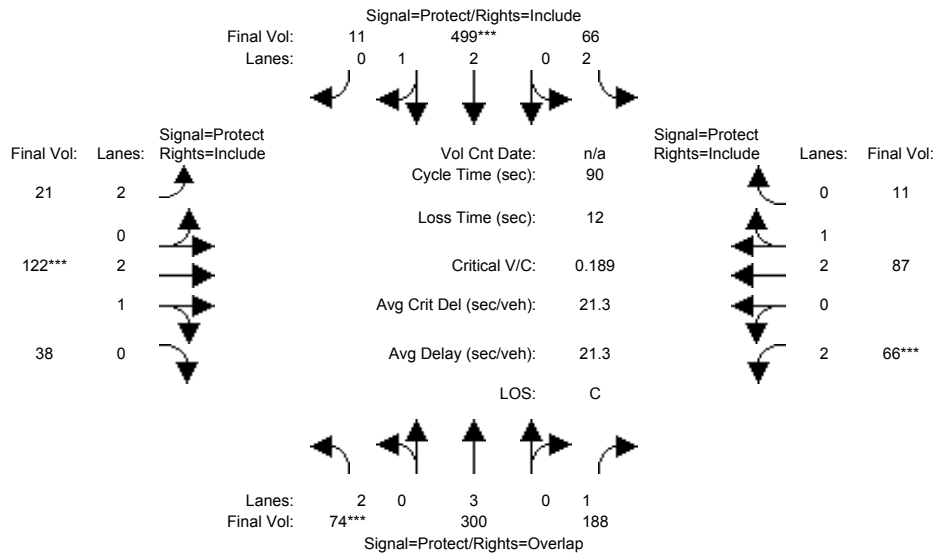 Signal=Protect/Rights=Include
Final Vol: 11 499*** 66
Lanes: 0 1 2 0 2
Signal=Protect Signal=Protect
Final Vol: Lanes: Rights=Include Vol Cnt Date: n/a Rights=Include Lanes: Final Vol:
Cycle Time (sec): 90
21 2 0 11
Loss Time (sec): 12
0 1
122*** 2 Critical V/C: 0.189 2 87
1 Avg Crit Del (sec/veh): 21.3 0
38 0 Avg Delay (sec/veh): 21.3 2 66***
LOS: C
Lanes: 2 0 3 0 1
Final Vol: 74*** 300 188
Signal=Protect/Rights=Overlap